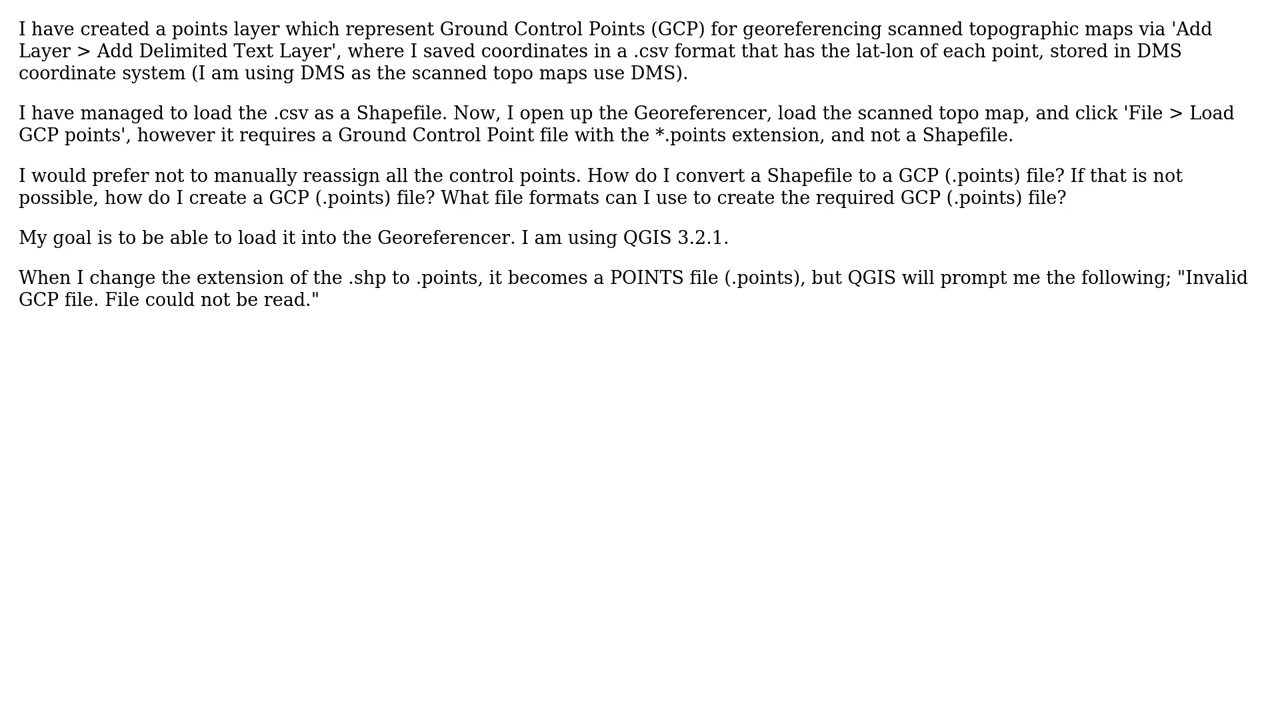 I have created a points layer which represent Ground Control Points (GCP) for georeferencing scanned topographic maps via 'Add
Layer > Add Delimited Text Layer', where I saved coordinates in a .csv format that has the lat-lon of each point, stored in DMS
coordinate system (I am using DMS as the scanned topo maps use DMS).
I have managed to load the .csv as a Shapefile. Now, I open up the Georeferencer, load the scanned topo map, and click 'File > Load
GCP points', however it requires a Ground Control Point file with the *.points extension, and not a Shapefile.
I would prefer not to manually reassign all the control points. How do I convert a Shapefile to a GCP (.points) file? If that is not
possible, how do I create a GCP (.points) file? What file formats can I use to create the required GCP (.points) file?
My goal is to be able to load it into the Georeferencer. I am using QGIS 3.2.1.
When I change the extension of the .shp to .points, it becomes a POINTS file (.points), but QGIS will prompt me the following; "Invalid
GCP file. File could not be read."